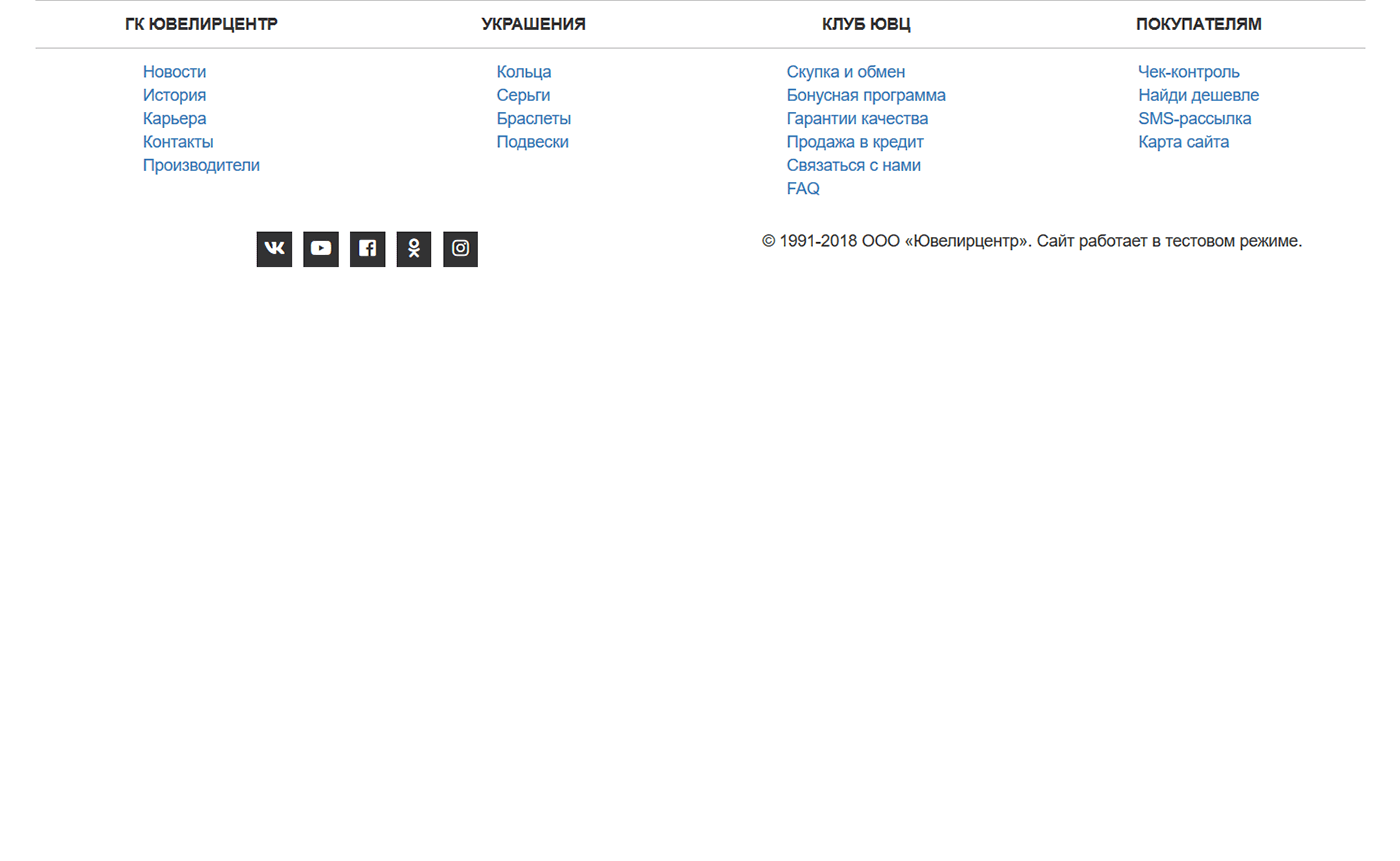 ГК ЮВЕЛИРЦЕНТР
Новости
История
Карьера
Контакты
Производители
УКРАШЕНИЯ
Кольца
Серьги
Браслеты
Подвески
КЛУБ ЮВЦ
Скупка и обмен
Бонусная программа
Гарантии качества
Продажа в кредит
Связаться с нами
FAQ
ПОКУПАТЕЛЯМ
Чек-контроль
Найди дешевле
SMS-рассылка
Карта сайта
© 1991-2018 ООО «Ювелирцентр». Сайт работает в тестовом режиме.